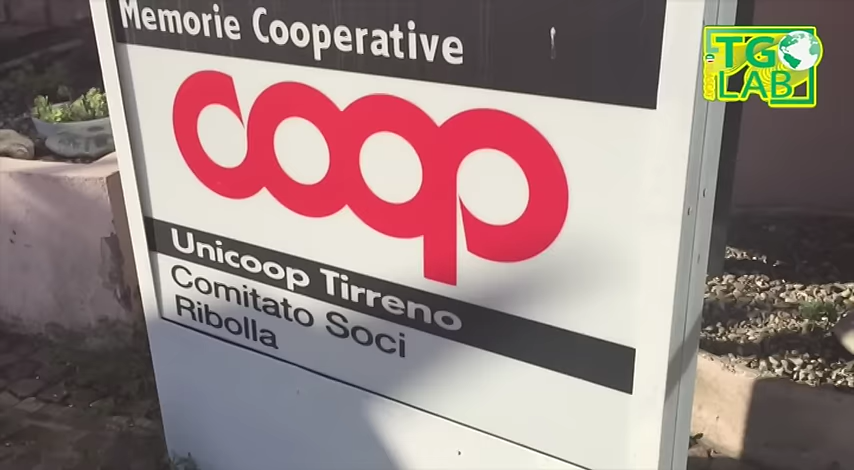 Memorie Cooperative
coop
Unicoop Tirreno
Comitato Soci
Ribolla
TG
LAB